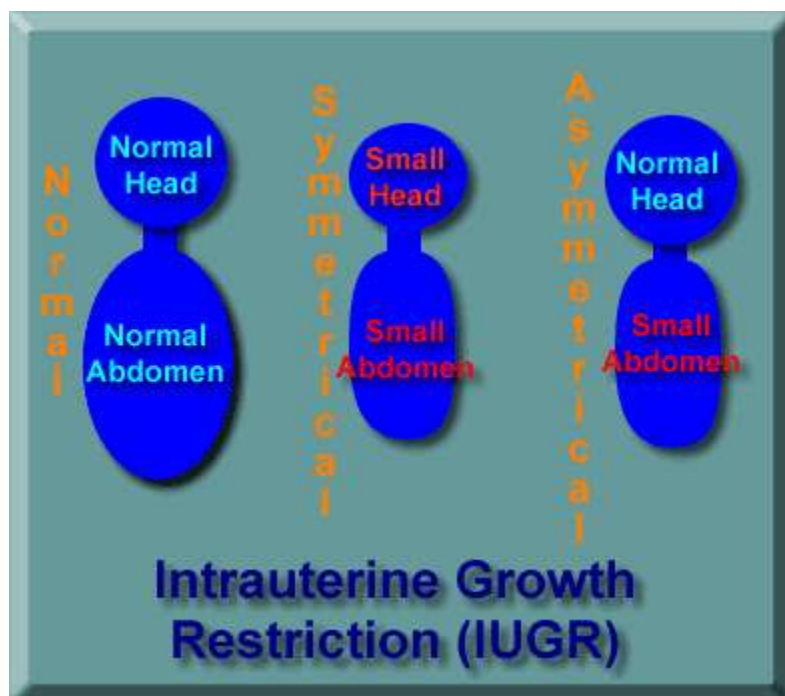 Normal
Normal
Head
Normal
Abdomen
Symmetrical
Small
Head
Small
Abdomen
Asymmetrical
Normal
Head
Small
Abdomen
Intrauterine Growth
Restriction (IUGR)